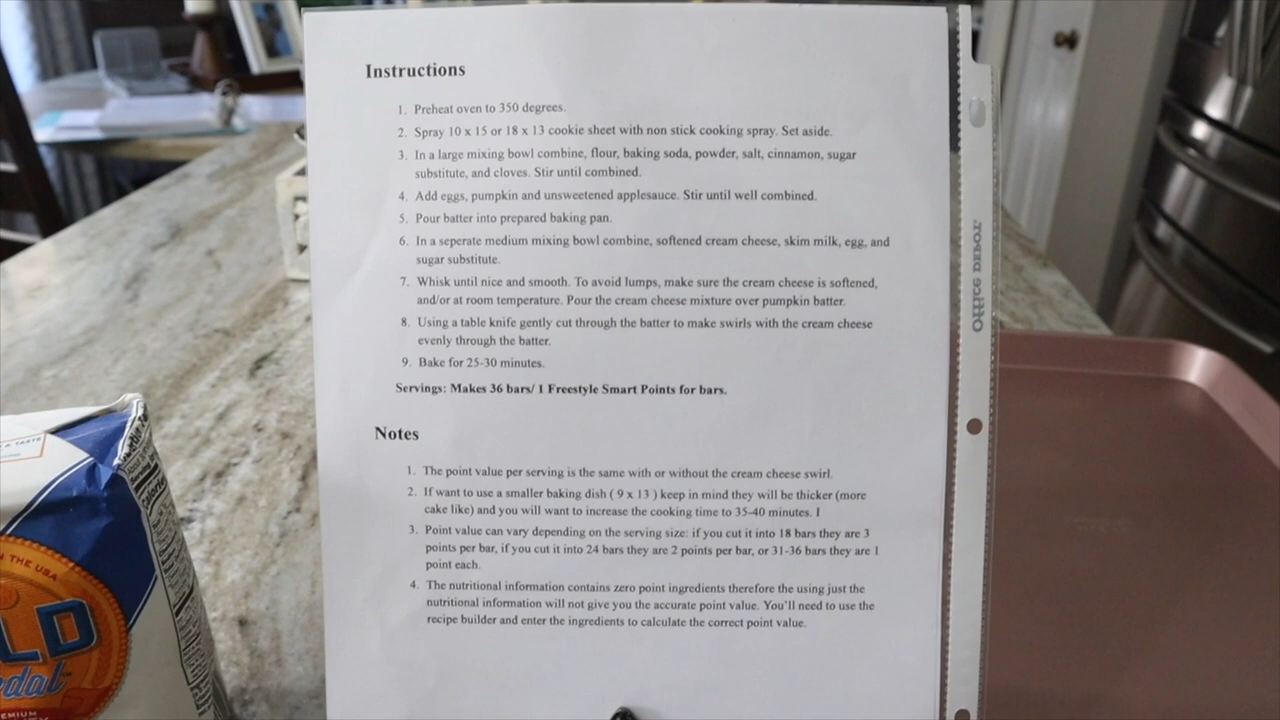 Instructions
1. Preheat oven to 350 degrees.
2. Spray 10 x 15 or 18 x 13 cookie sheet with non stick cooking spray. Set aside.
3. In a large mixing bowl combine, flour, baking soda, powder, salt, cinnamon, sugar
substitute, and cloves. Stir until combined.
4. Add eggs, pumpkin and unsweetened applesauce. Stir until well combined.
5. Pour batter into prepared baking pan.
6. In a seperate medium mixing bowl combine, softened cream cheese, skim milk, egg, and
sugar substitute.
7. Whisk until nice and smooth. To avoid lumps, make sure the cream cheese is softened,
and/or at room temperature. Pour the cream cheese mixture over pumpkin batter.
8. Using a table knife gently cut through the batter to make swirls with the cream cheese
evenly through the batter.
9. Bake for 25-30 minutes.
Servings: Makes 36 bars/ 1 Freestyle Smart Points for bars.
Notes
1. The point value per serving is the same with or without the cream cheese swirl.
2. If want to use a smaller baking dish ( 9 x 13 ) keep in mind they will be thicker (more
cake like) and you will want to increase the cooking time to 35-40 minutes. I
3. Point value can vary depending on the serving size: if you cut it into 18 bars they are 3
points per bar, if you cut it into 24 bars they are 2 points per bar, or 31-36 bars they are 1
point each.
4. The nutritional information contains zero point ingredients therefore the using just the
nutritional information will not give you the accurate point value. You'll need to use the
recipe builder and enter the ingredients to calculate the correct point value.
Office DEPOT
A TASTE
THE USA
LD
edal
EMIUM
Calories